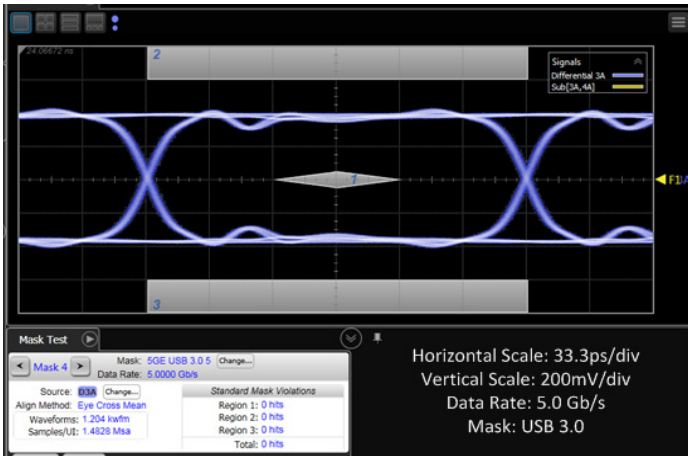 24.06672 ns
2
Signals
Differential 3A
Sub[3A,4A]
1
F1
3
Mask Test
Mask 4
Mask: 5GE USB 3.0 5 Change...
Data Rate: 5.0000 Gb/s
Source: D3A Change...
Align Method: Eye Cross Mean
Waveforms: 1.204 kwfm
Samples/UI: 1.4828 Msa
Standard Mask Violations
Region 1: 0 hits
Region 2: 0 hits
Region 3: 0 hits
Total: 0 hits
Horizontal Scale: 33.3ps/div
Vertical Scale: 200mV/div
Data Rate: 5.0 Gb/s
Mask: USB 3.0